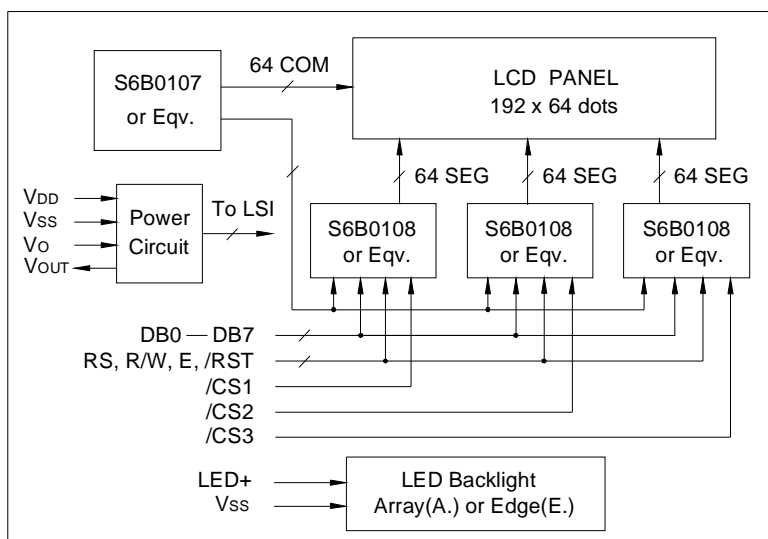 S6B0107
or Eqv.
64 COM
LCD PANEL
192 x 64 dots
64 SEG
64 SEG
64 SEG
VDD
VSS
VO
VOUT
Power
Circuit
To LSI
S6B0108
or Eqv.
S6B0108
or Eqv.
S6B0108
or Eqv.
DB0 — DB7
RS, R/W, E, /RST
/CS1
/CS2
/CS3
LED+
VSS
LED Backlight
Array(A.) or Edge(E.)